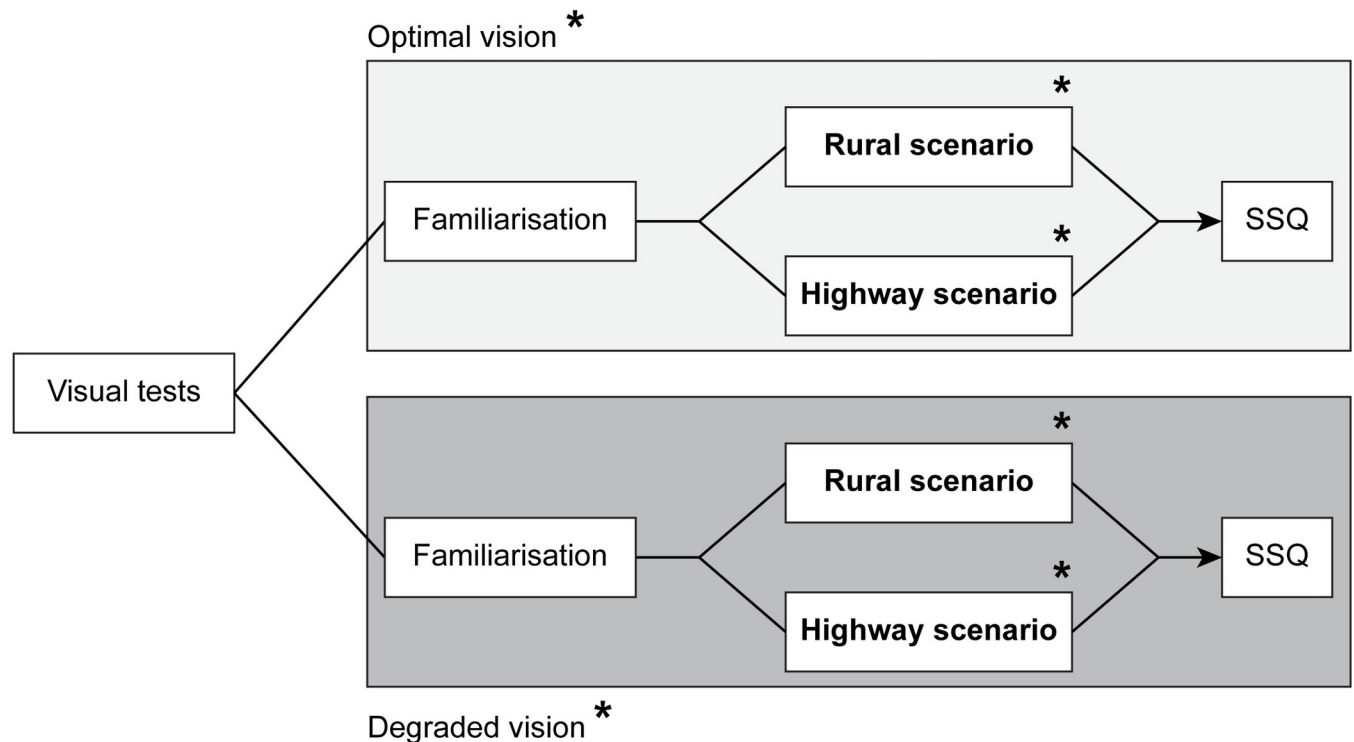 Optimal vision *
*
Rural scenario
Familiarisation
SSQ
*
Highway scenario
Visual tests
*
Rural scenario
Familiarisation
SSQ
*
Highway scenario
Degraded vision *